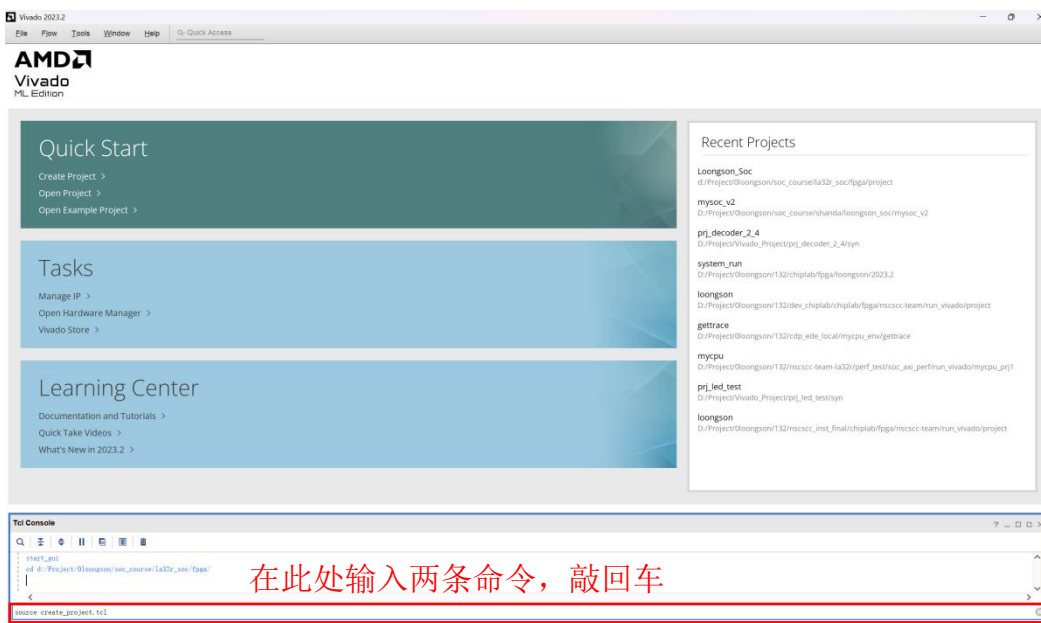 Vivado 2023.2
File Flow Tools Window Help Quick Access
AMD
Vivado
ML Edition
Quick Start
Create Project >
Open Project >
Open Example Project >
Tasks
Manage IP >
Open Hardware Manager >
Vivado Store >
Learning Center
Documentation and Tutorials >
Quick Take Videos >
What's New in 2023.2 >
Recent Projects
Loongson_Soc
d:/Project/0loongson/soc_course/la32r_soc/fpga/project
mysoc_v2
D:/Project/0loongson/soc_course/shanda/loongson_soc/mysoc_v2
prj_decoder_2_4
D:/Project/Vivado_Project/prj_decoder_2_4/syn
system_run
D:/Project/0loongson/132/chiplab/fpga/loongson/2023.2
loongson
D:/Project/0loongson/132/dev_chiplab/chiplab/fpga/nscscc-team/run_vivado/project
gettrace
D:/Project/0loongson/132/cdp_ede_local/mycpu_env/gettrace
mycpu
D:/Project/0loongson/132/nscscc-team-la32r/perf_test/soc_axi_perf/run_vivado/mycpu_prj1
prj_led_test
D:/Project/Vivado_Project/prj_led_test/syn
loongson
D:/Project/0loongson/132/nscscc_inst_final/chiplab/fpga/nscscc-team/run_vivado/project
Tcl Console
start_gui
cd d:/Project/0loongson/soc_course/la32r_soc/fpga/
在此处输入两条命令，敲回车
source create_project.tcl